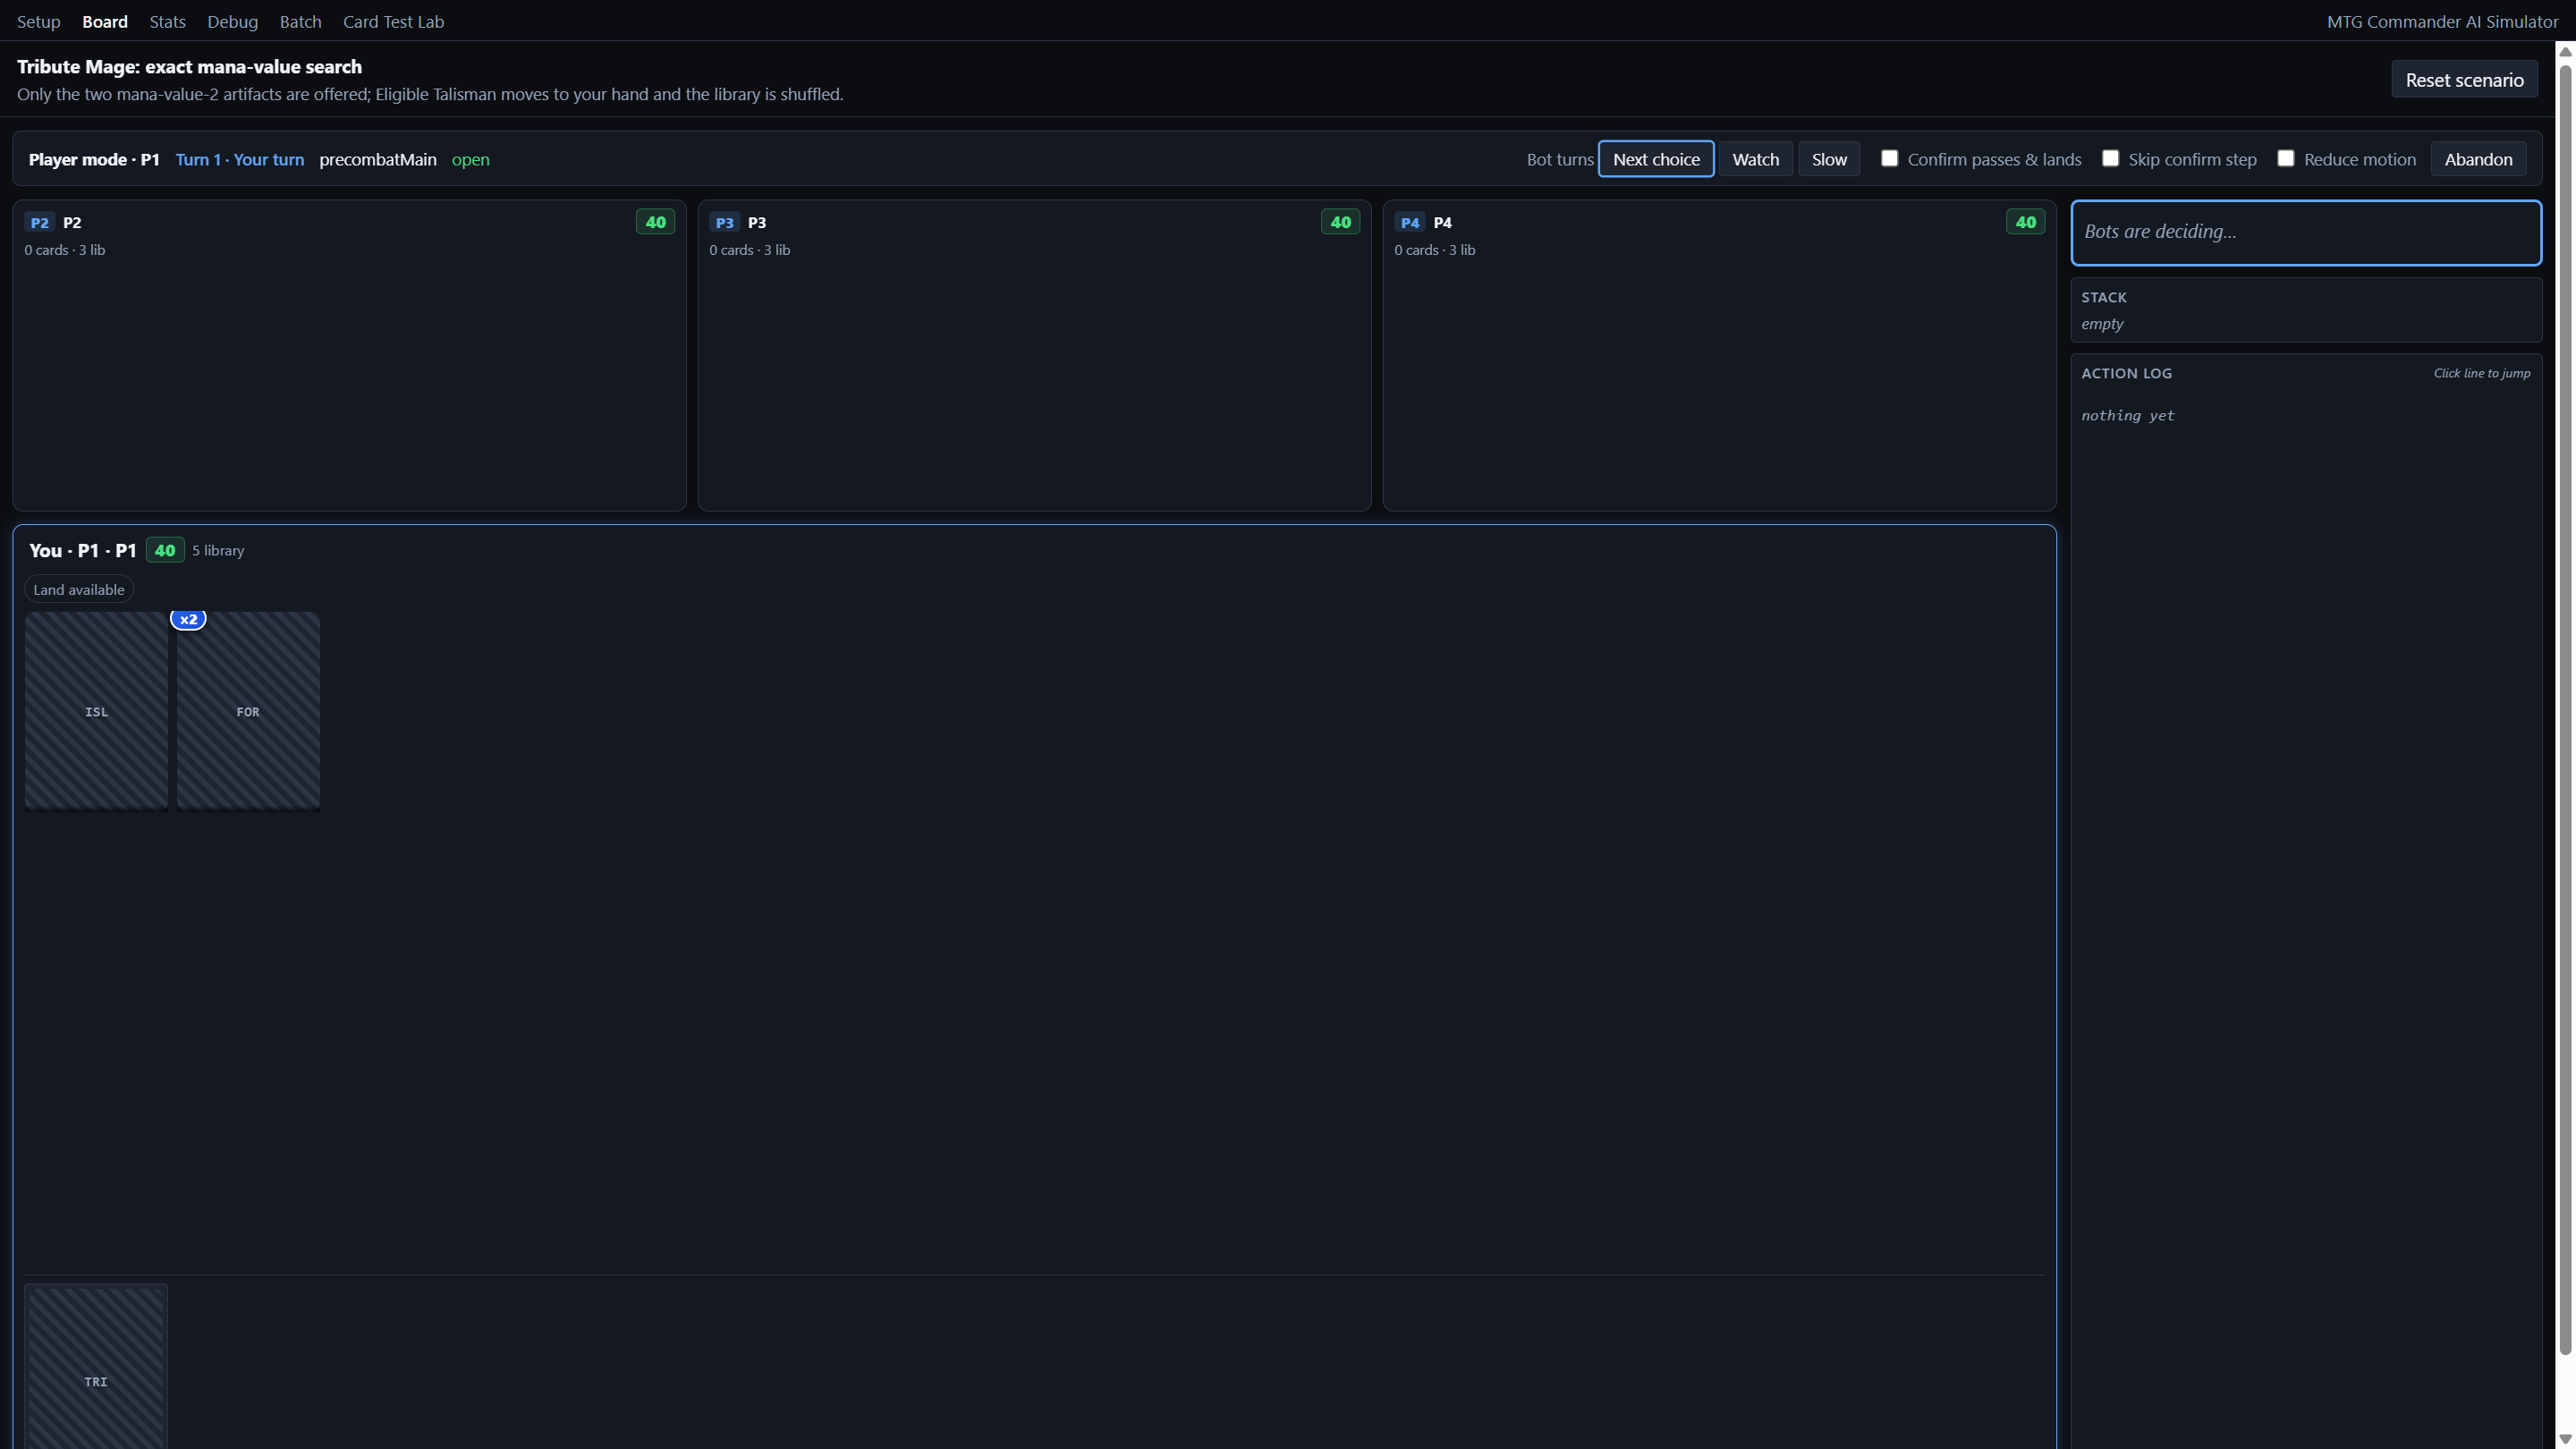 Setup Board Stats Debug Batch Card Test Lab MTG Commander AI Simulator
Tribute Mage: exact mana-value search
Only the two mana-value-2 artifacts are offered; Eligible Talisman moves to your hand and the library is shuffled.
Reset scenario
Player mode · P1 Turn 1 · Your turn precombatMain open Bot turns Next choice Watch Slow Confirm passes & lands Skip confirm step Reduce motion Abandon
P2 P2 40
0 cards · 3 lib
P3 P3 40
0 cards · 3 lib
P4 P4 40
0 cards · 3 lib
Bots are deciding...
STACK
empty
ACTION LOG Click line to jump
nothing yet
You · P1 · P1 40 5 library
Land available
x2
ISL FOR
TRI